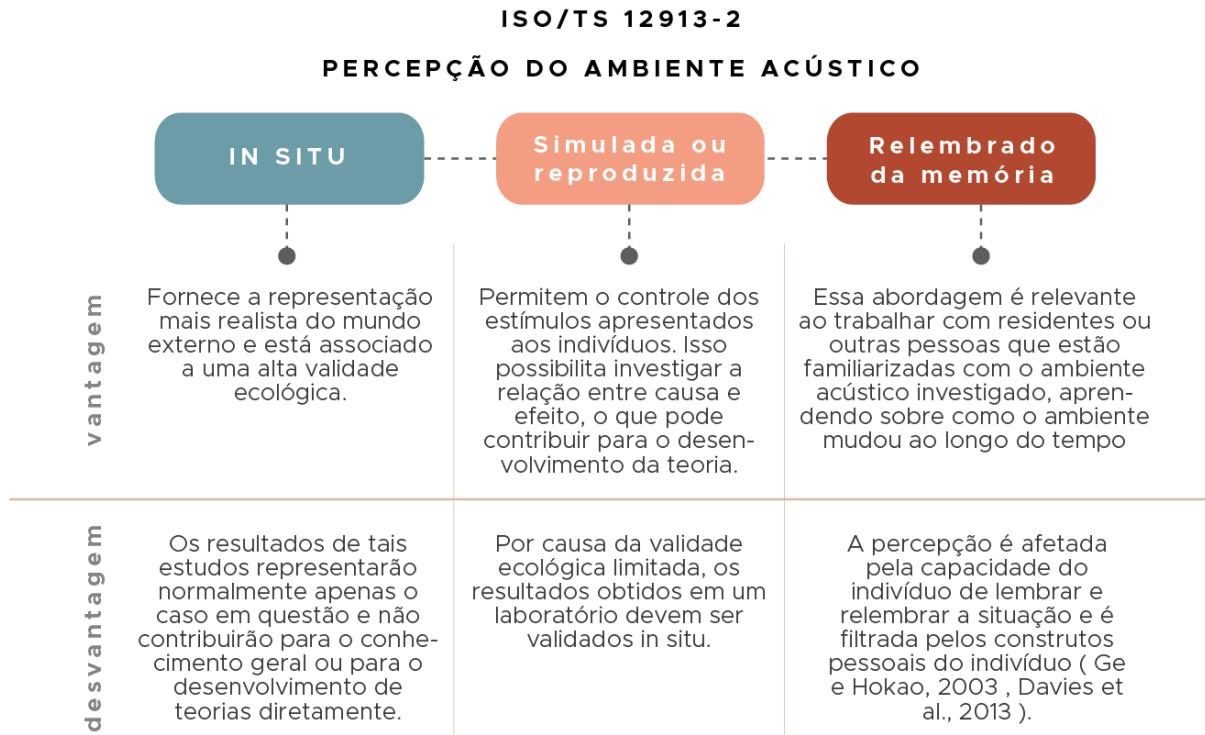 ISO/TS 12913-2
PERCEPÇÃO DO AMBIENTE ACÚSTICO
IN SITU
Simulada ou
reproduzida
Relembrado
da memória
vantagem
Fornece a representação
mais realista do mundo
externo e está associado
a uma alta validade
ecológica.
Permitem o controle dos
estímulos apresentados
aos indivíduos. Isso
possibilita investigar a
relação entre causa e
efeito, o que pode
contribuir para o desen-
volvimento da teoria.
Essa abordagem é relevante
ao trabalhar com residentes ou
outras pessoas que estão
familiarizadas com o ambiente
acústico investigado, apren-
dendo sobre como o ambiente
mudou ao longo do tempo
desvantagem
Os resultados de tais
estudos representarão
normalmente apenas o
caso em questão e não
contribuirão para o conhe-
cimento geral ou para o
desenvolvimento de
teorias diretamente.
Por causa da validade
ecológica limitada, os
resultados obtidos em um
laboratório devem ser
validados in situ.
A percepção é afetada
pela capacidade do
indivíduo de lembrar e
relembrar a situação e é
filtrada pelos construtos
pessoais do indivíduo ( Ge
e Hokao, 2003 , Davies et
al., 2013 ).